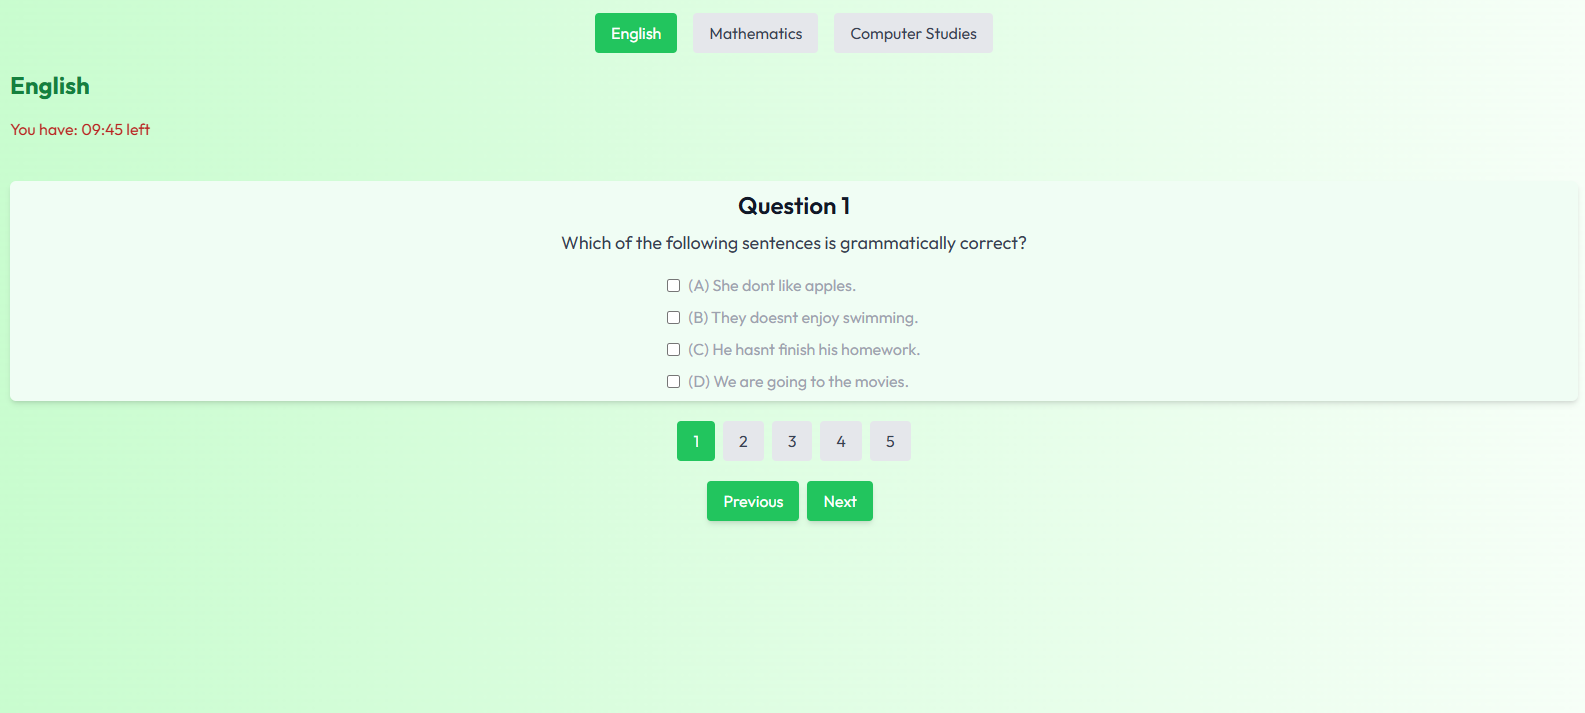 English Mathematics Computer Studies
English
You have: 09:45 left
Question 1
Which of the following sentences is grammatically correct?
(A) She dont like apples.
(B) They doesnt enjoy swimming.
(C) He hasnt finish his homework.
(D) We are going to the movies.
1 2 3 4 5
Previous Next